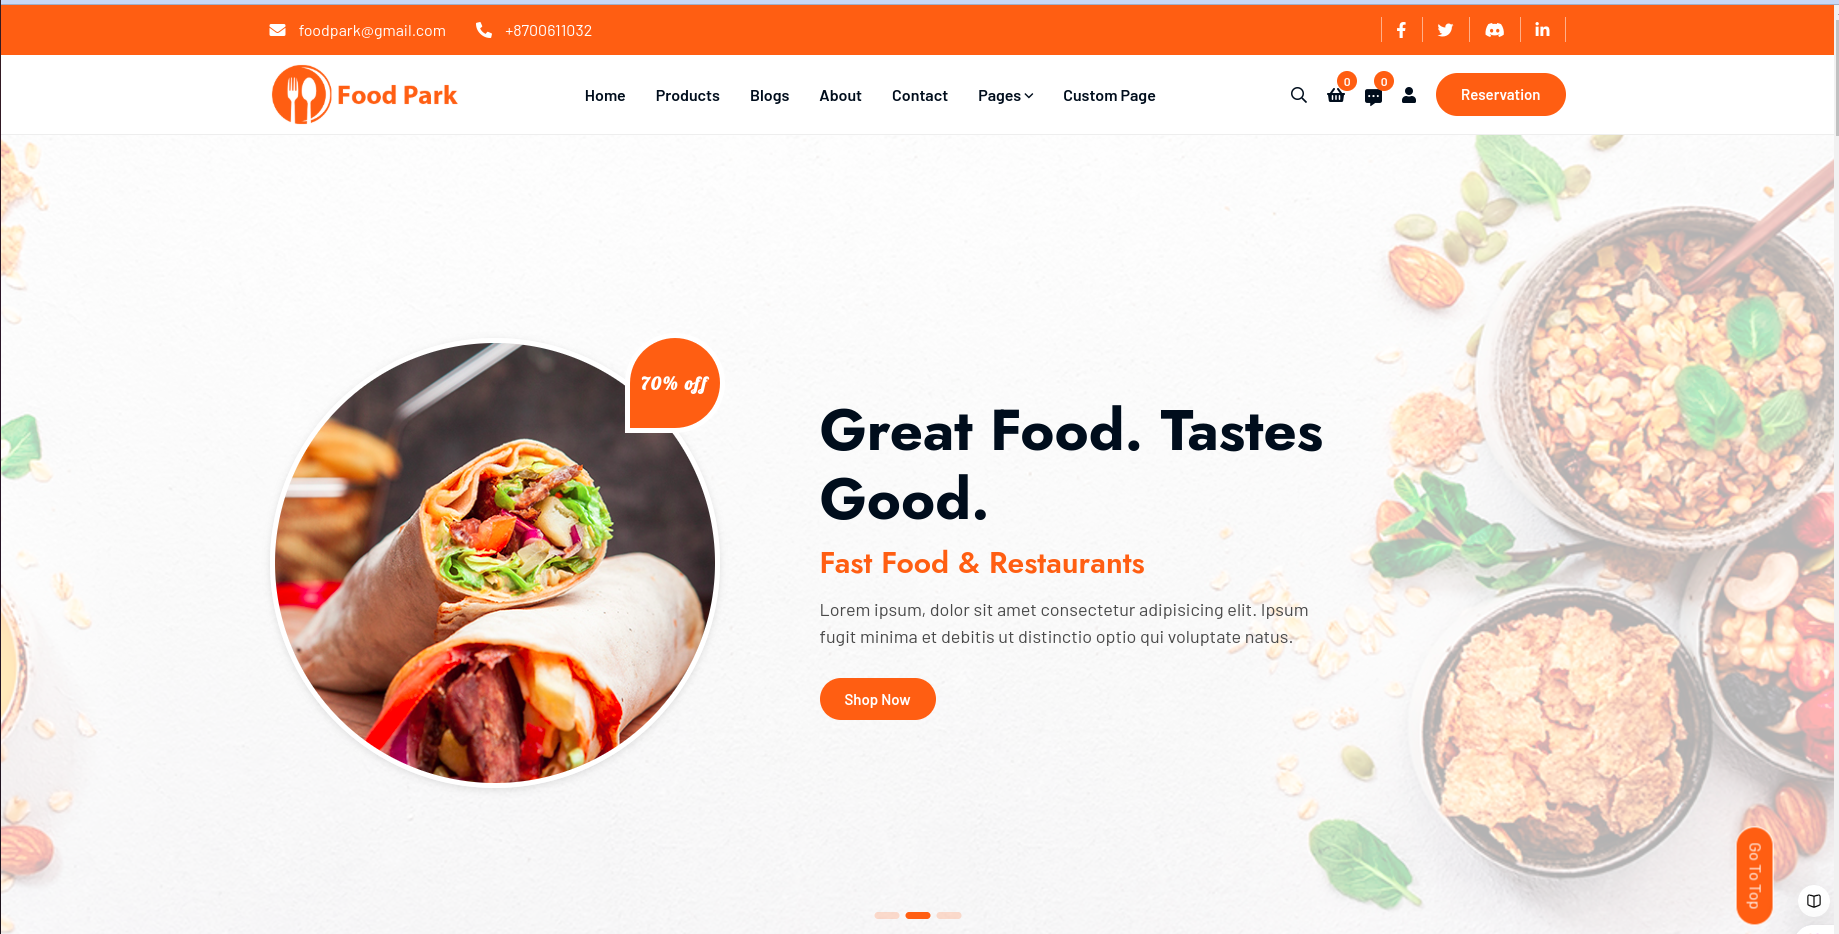 foodpark@gmail.com +8700611032
Food Park Home Products Blogs About Contact Pages Custom Page 0 0 Reservation
70% off
Great Food. Tastes
Good.
Fast Food & Restaurants
Lorem ipsum, dolor sit amet consectetur adipisicing elit. Ipsum
fugit minima et debitis ut distinctio optio qui voluptate natus.
Shop Now
Go To Top